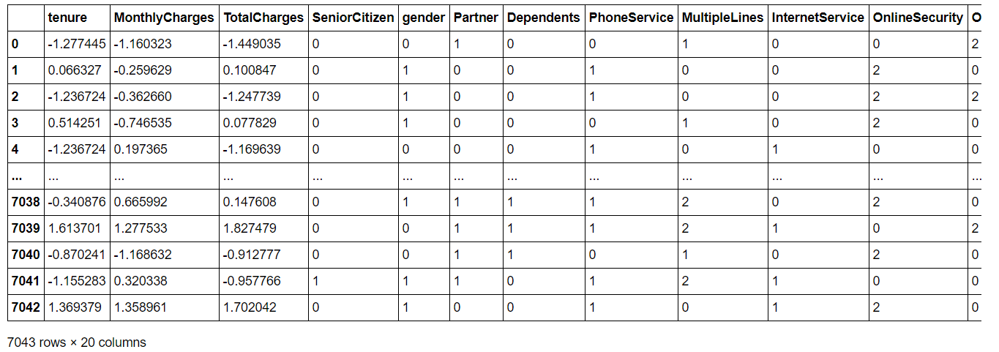 tenure MonthlyCharges TotalCharges SeniorCitizen gender Partner Dependents PhoneService MultipleLines InternetService OnlineSecurity O
0 -1.277445 -1.160323 -1.449035 0 0 1 0 0 1 0 0 2
1 0.066327 -0.259629 0.100847 0 1 0 0 1 0 0 2 0
2 -1.236724 -0.362660 -1.247739 0 1 0 0 1 0 0 2 2
3 0.514251 -0.746535 0.077829 0 1 0 0 0 1 0 2 0
4 -1.236724 0.197365 -1.169639 0 0 0 0 1 0 1 0 0
... ... ... ... ... ... ... ... ... ... ... ... ...
7038 -0.340876 0.665992 0.147608 0 1 1 1 1 2 0 2 0
7039 1.613701 1.277533 1.827479 0 0 1 1 1 2 1 0 2
7040 -0.870241 -1.168632 -0.912777 0 0 1 1 0 1 0 2 0
7041 -1.155283 0.320338 -0.957766 1 1 1 0 1 2 1 0 0
7042 1.369379 1.358961 1.702042 0 1 0 0 1 0 1 2 0
7043 rows × 20 columns